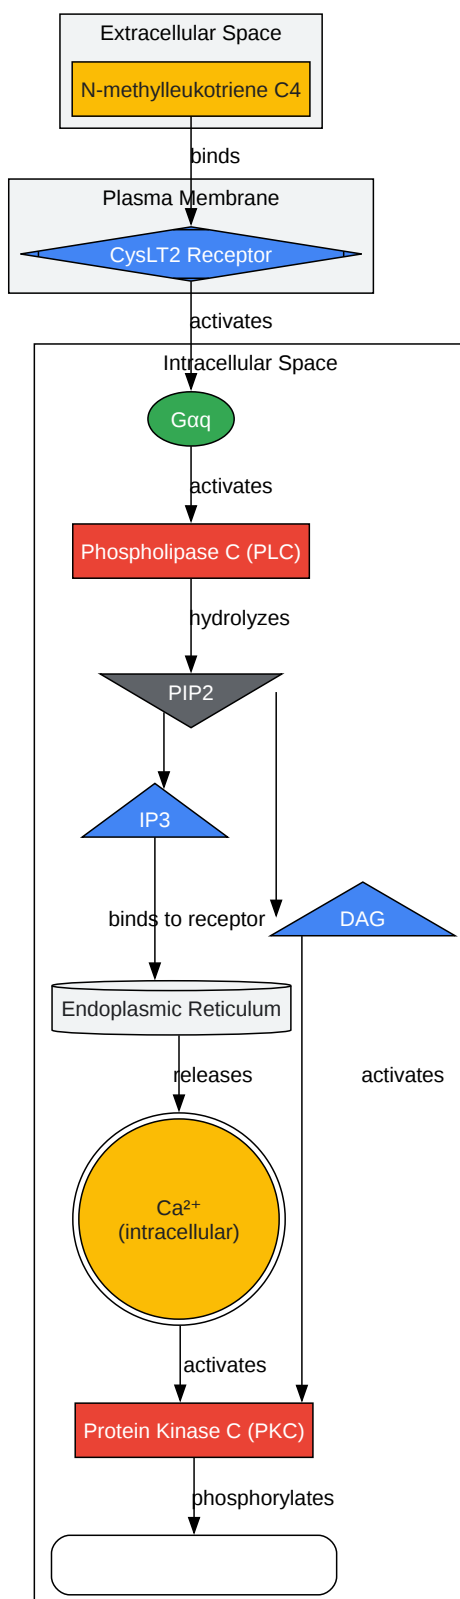 Extracellular Space
N-methylleukotriene C4
binds
Plasma Membrane
CysLT2 Receptor
activates
Intracellular Space
Gαq
activates
Phospholipase C (PLC)
hydrolyzes
PIP2
IP3
binds to receptor
DAG
Endoplasmic Reticulum
releases
activates
Ca²⁺
(intracellular)
activates
Protein Kinase C (PKC)
phosphorylates